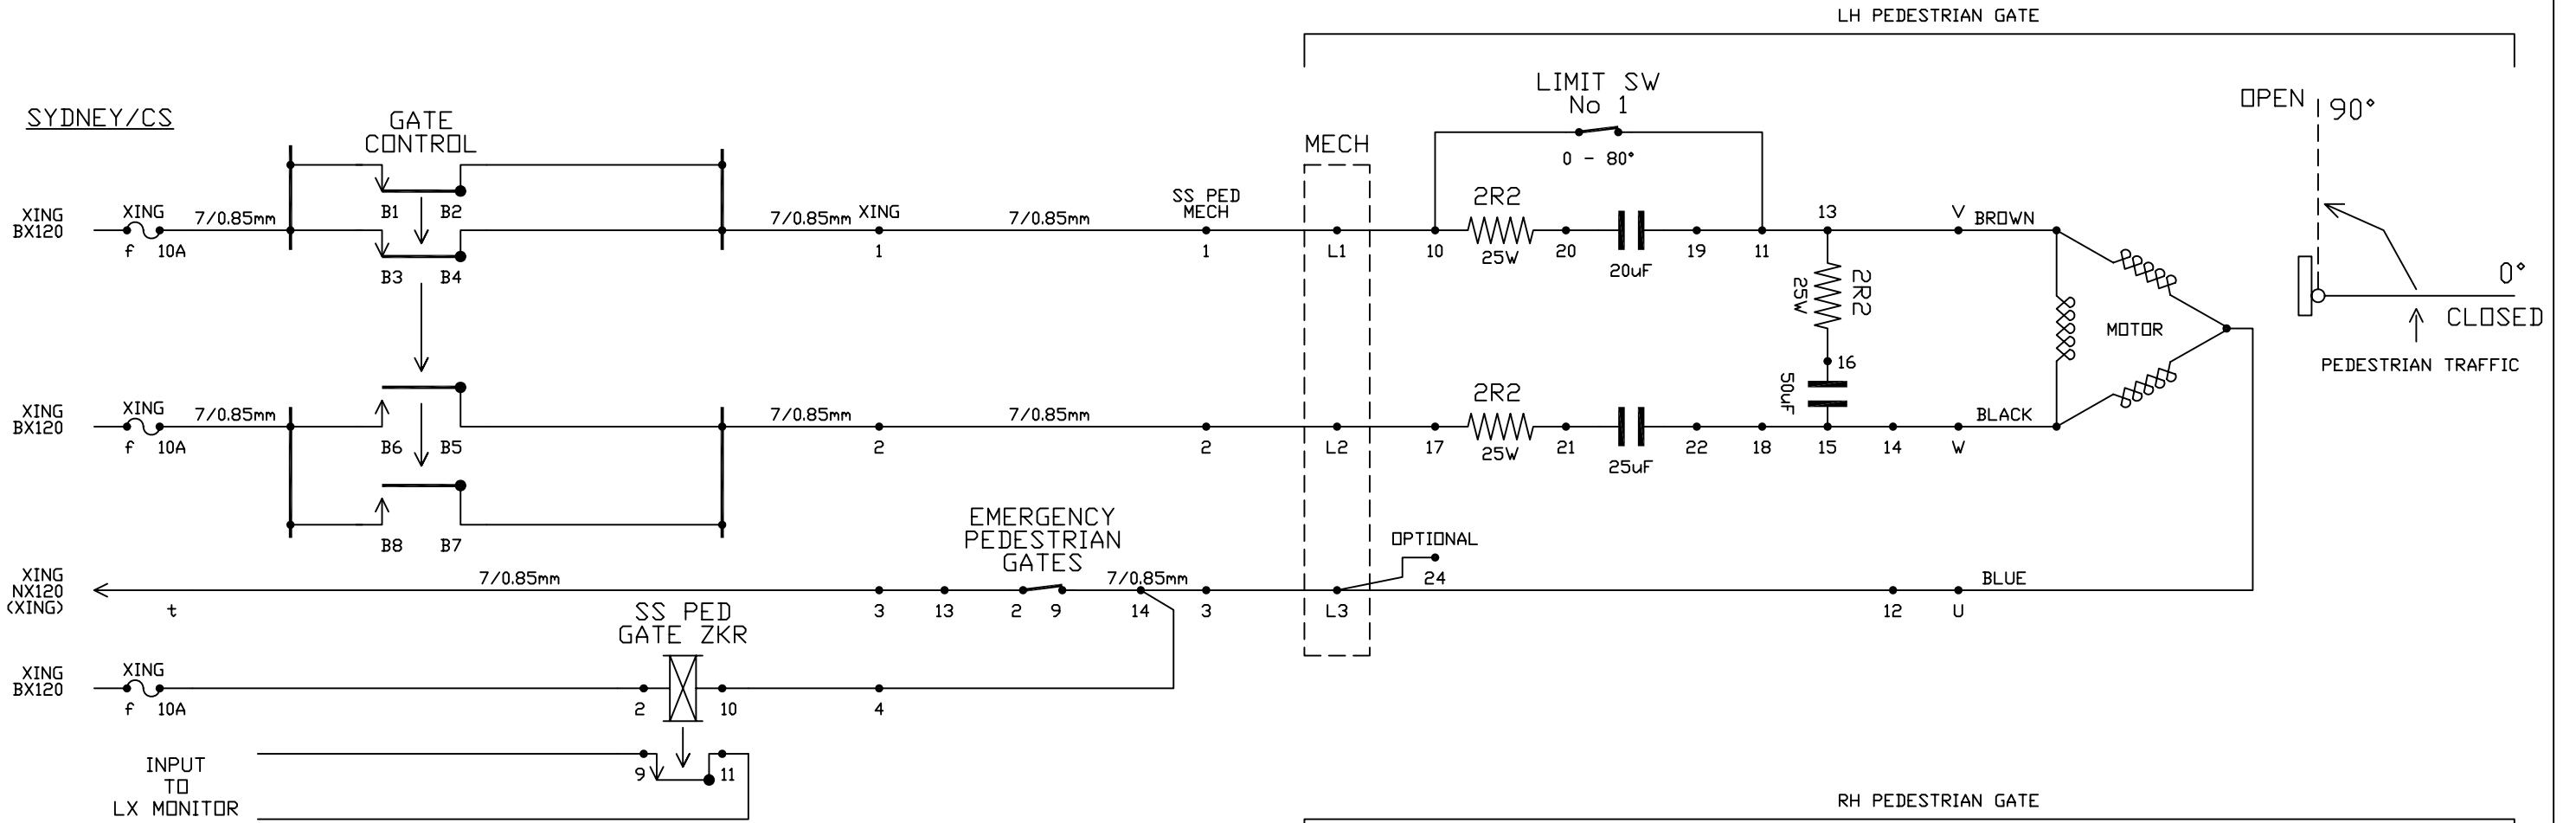 LH PEDESTRIAN GATE
LIMIT SW
No 1
0 - 80°
OPEN
90°
SYDNEY/CS
GATE
CONTROL
MECH
XING
BX120
XING
f 10A
7/0.85mm
B1 B2
B3 B4
7/0.85mm
XING
1
7/0.85mm
SS PED
MECH
1
L1
10
2R2
25W
20
20uF
19
11
13
V
BROWN
2R2
25W
16
50uF
MOTOR
0°
CLOSED
PEDESTRIAN TRAFFIC
XING
BX120
XING
f 10A
7/0.85mm
B6 B5
B8 B7
7/0.85mm
2
7/0.85mm
2
L2
17
2R2
25W
21
25uF
22
18
15
14
W
BLACK
EMERGENCY
PEDESTRIAN
GATES
OPTIONAL
24
XING
NX120
(XING)
t
7/0.85mm
3
13
2
9
7/0.85mm
14
3
L3
12
U
BLUE
SS PED
GATE ZKR
XING
BX120
XING
f 10A
2
10
4
9
11
INPUT
TO
LX MONITOR
RH PEDESTRIAN GATE